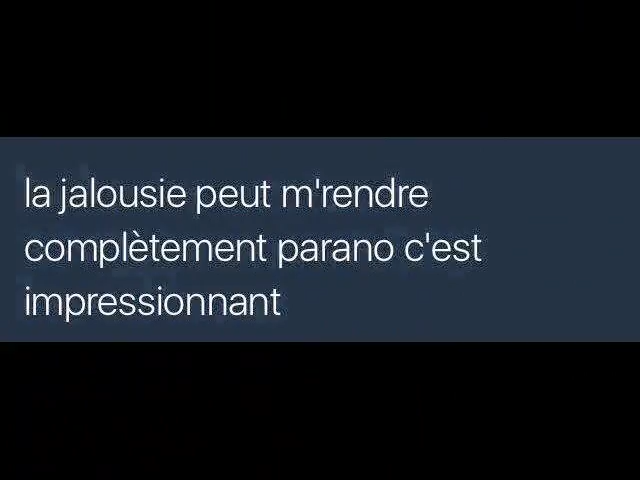 la jalousie peut m'rendre
complètement parano c'est
impressionnant